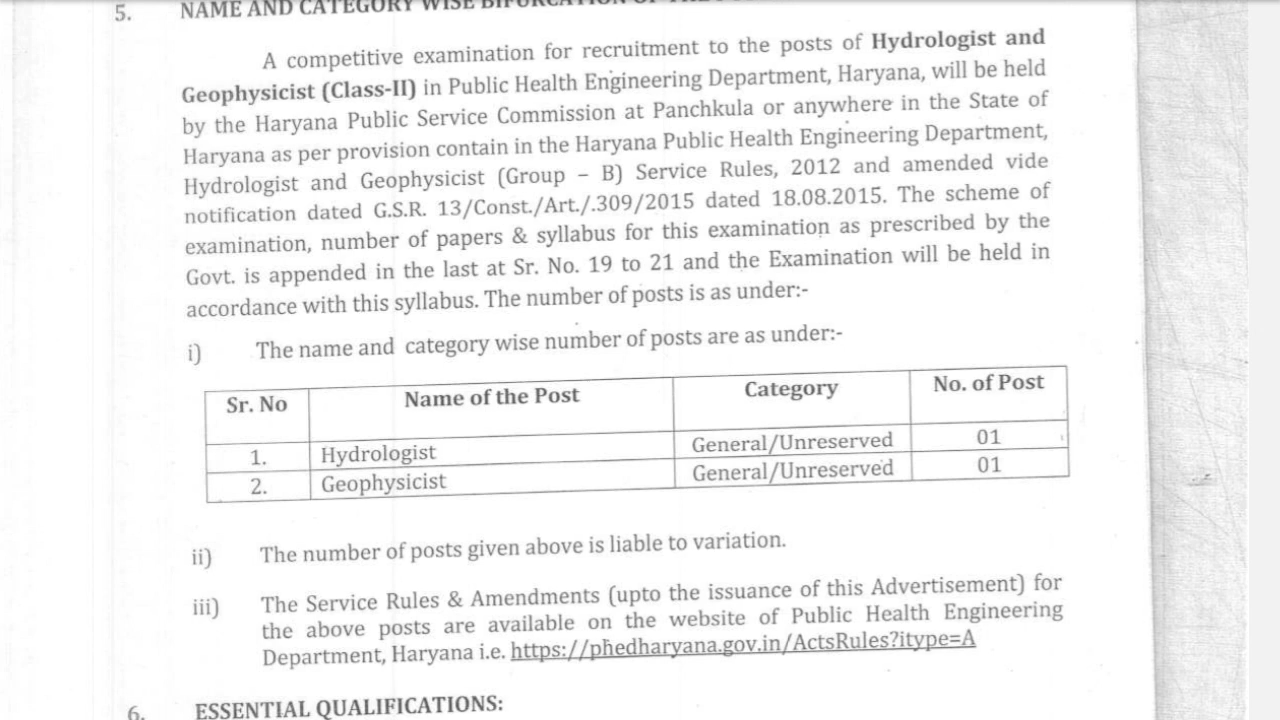 5. NAME AND CATEGORY WISE
A competitive examination for recruitment to the posts of Hydrologist and
Geophysicist (Class-II) in Public Health Engineering Department, Haryana, will be held
by the Haryana Public Service Commission at Panchkula or anywhere in the State of
Haryana as per provision contain in the Haryana Public Health Engineering Department,
Hydrologist and Geophysicist (Group – B) Service Rules, 2012 and amended vide
notification dated G.S.R. 13/Const./Art./.309/2015 dated 18.08.2015. The scheme of
examination, number of papers & syllabus for this examination as prescribed by the
Govt. is appended in the last at Sr. No. 19 to 21 and the Examination will be held in
accordance with this syllabus. The number of posts is as under:-
i) The name and category wise number of posts are as under:-
Sr. No Name of the Post Category No. of Post
1. Hydrologist General/Unreserved 01
2. Geophysicist General/Unreserved 01
ii) The number of posts given above is liable to variation.
iii) The Service Rules & Amendments (upto the issuance of this Advertisement) for
the above posts are available on the website of Public Health Engineering
Department, Haryana i.e. https://phedharyana.gov.in/ActsRules?itype=A
6. ESSENTIAL QUALIFICATIONS: